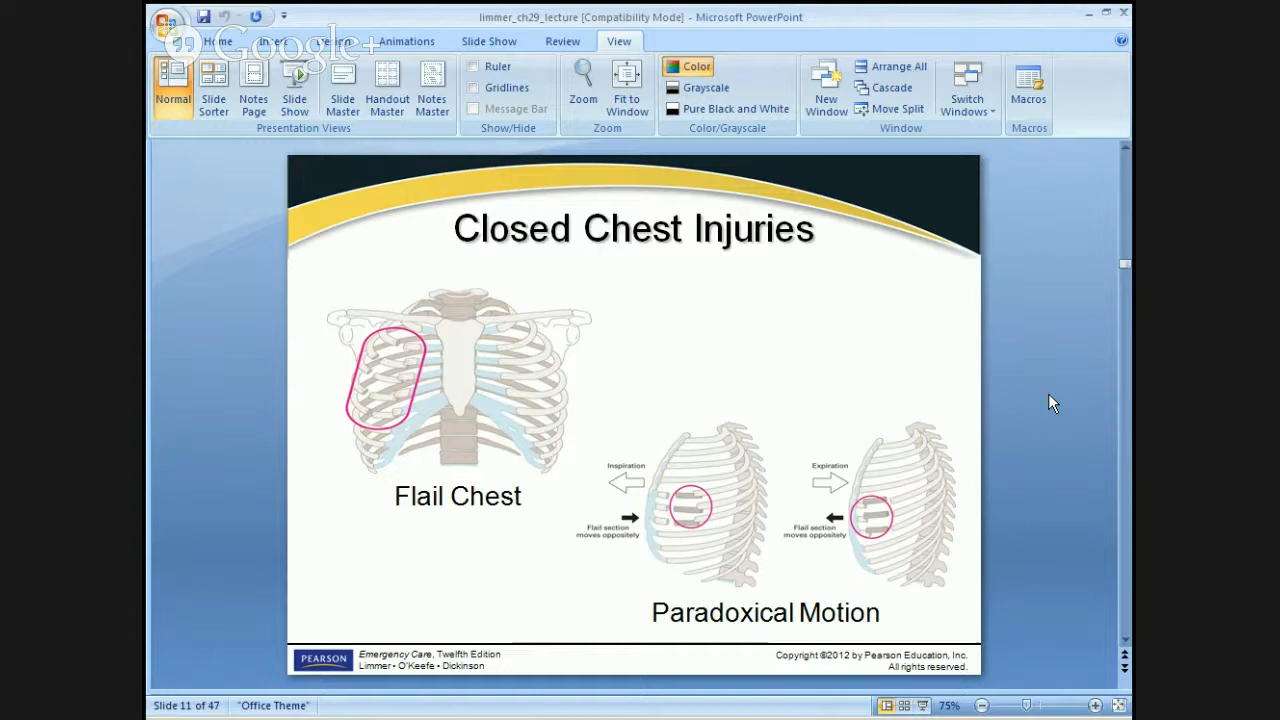 limmer_ch29_lecture [Compatibility Mode] - Microsoft PowerPoint
Google+
Home Insert Design Animations Slide Show Review View
Normal
Slide Sorter
Notes Page
Slide Show
Slide Master
Handout Master
Notes Master
Presentation Views
Ruler
Gridlines
Message Bar
Show/Hide
Zoom
Fit to Window
Zoom
Color
Grayscale
Pure Black and White
Color/Grayscale
New Window
Arrange All
Cascade
Move Split
Switch Windows
Window
Macros
Macros
Closed Chest Injuries
Flail Chest
Inspiration
Flail section
moves oppositely
Expiration
Flail section
moves oppositely
Paradoxical Motion
PEARSON
Emergency Care, Twelfth Edition
Limmer • O'Keefe • Dickinson
Copyright ©2012 by Pearson Education, Inc.
All rights reserved.
Slide 11 of 47 "Office Theme" 75%